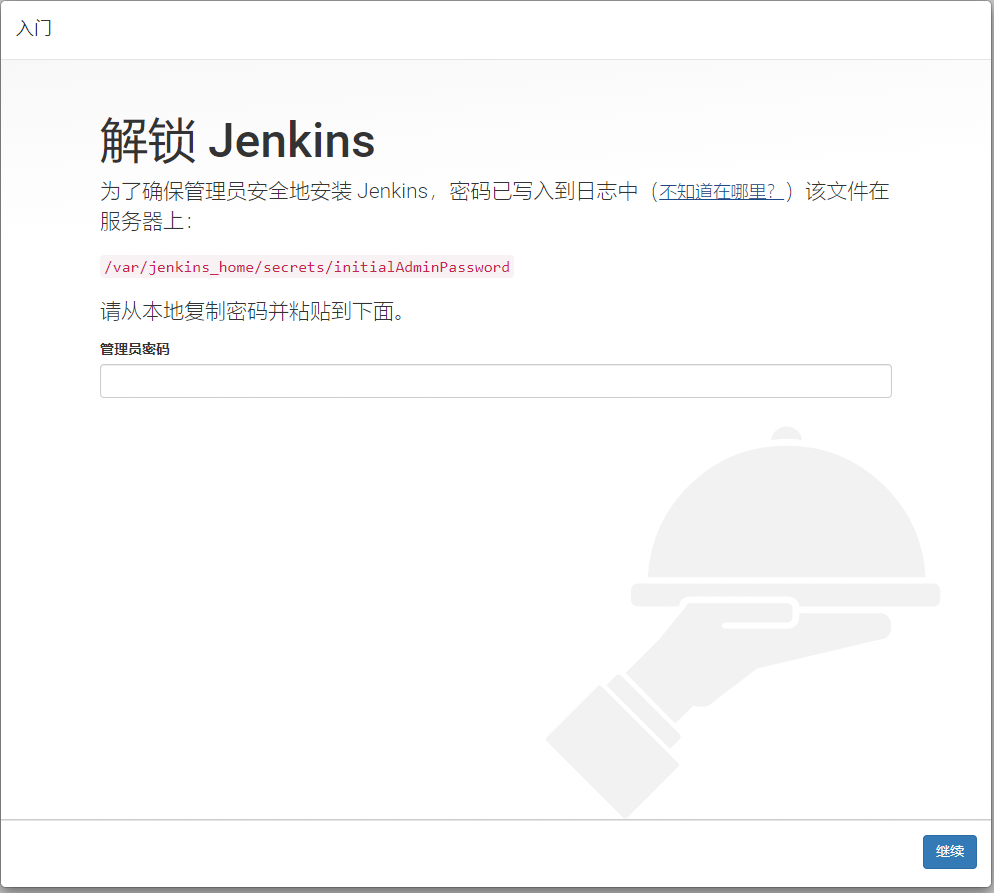 入门
解锁 Jenkins
为了确保管理员安全地安装 Jenkins，密码已写入到日志中（不知道在哪里？）该文件在
服务器上：
/var/jenkins_home/secrets/initialAdminPassword
请从本地复制密码并粘贴到下面。
管理员密码
继续